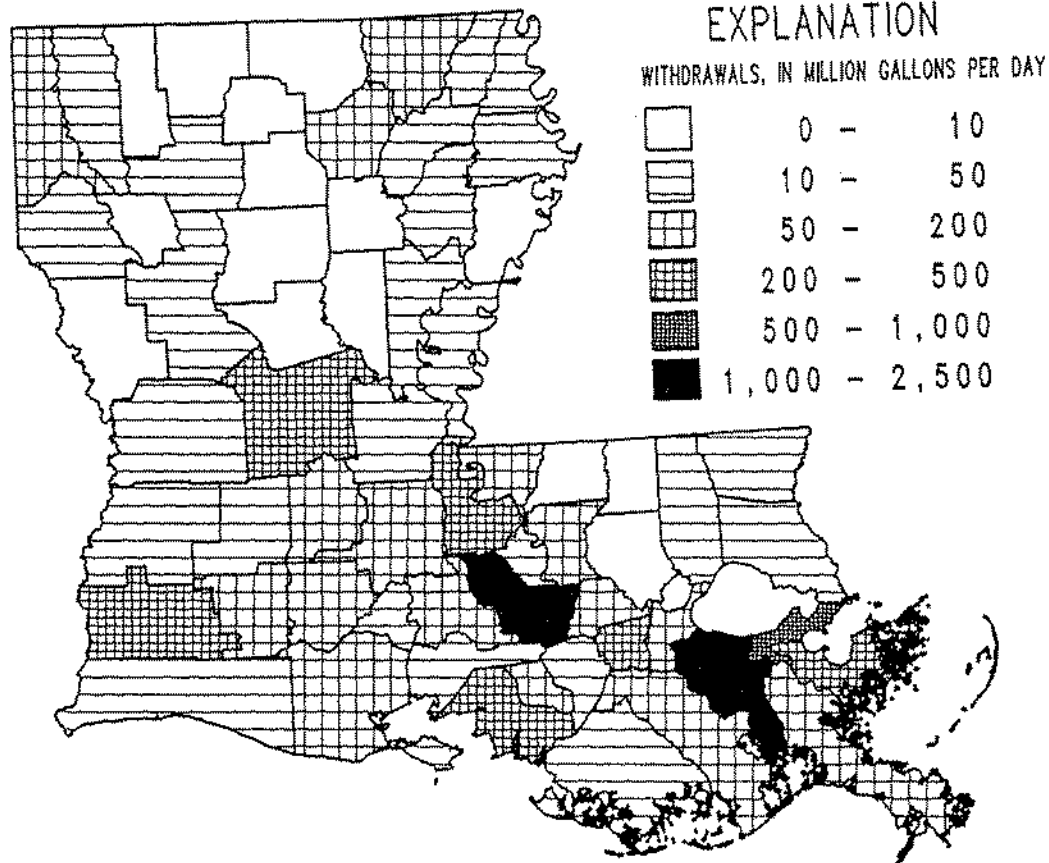 EXPLANATION
WITHDRAWALS, IN MILLION GALLONS PER DAY
0 - 10
10 - 50
50 - 200
200 - 500
500 - 1,000
1,000 - 2,500